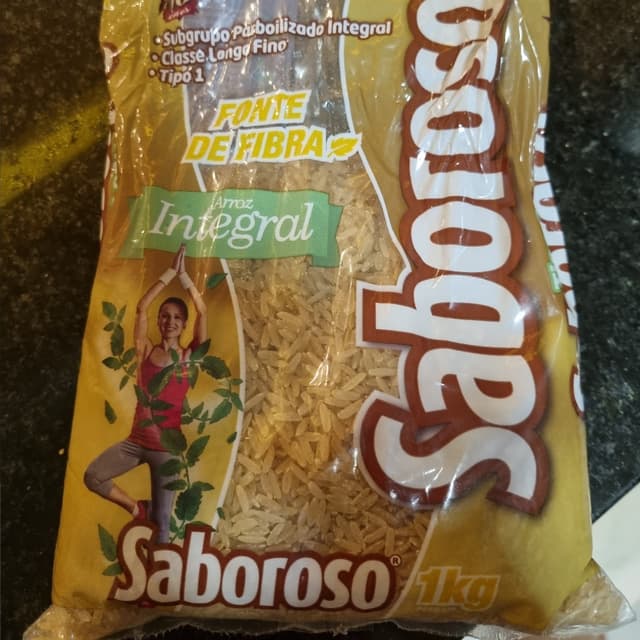 • Subgrupo Parboilizado Integral
• Classe Longo Fino
• Tipo 1
FONTE
DE FIBRA
Arroz
Integral
Saboroso
Saboroso®
1kg